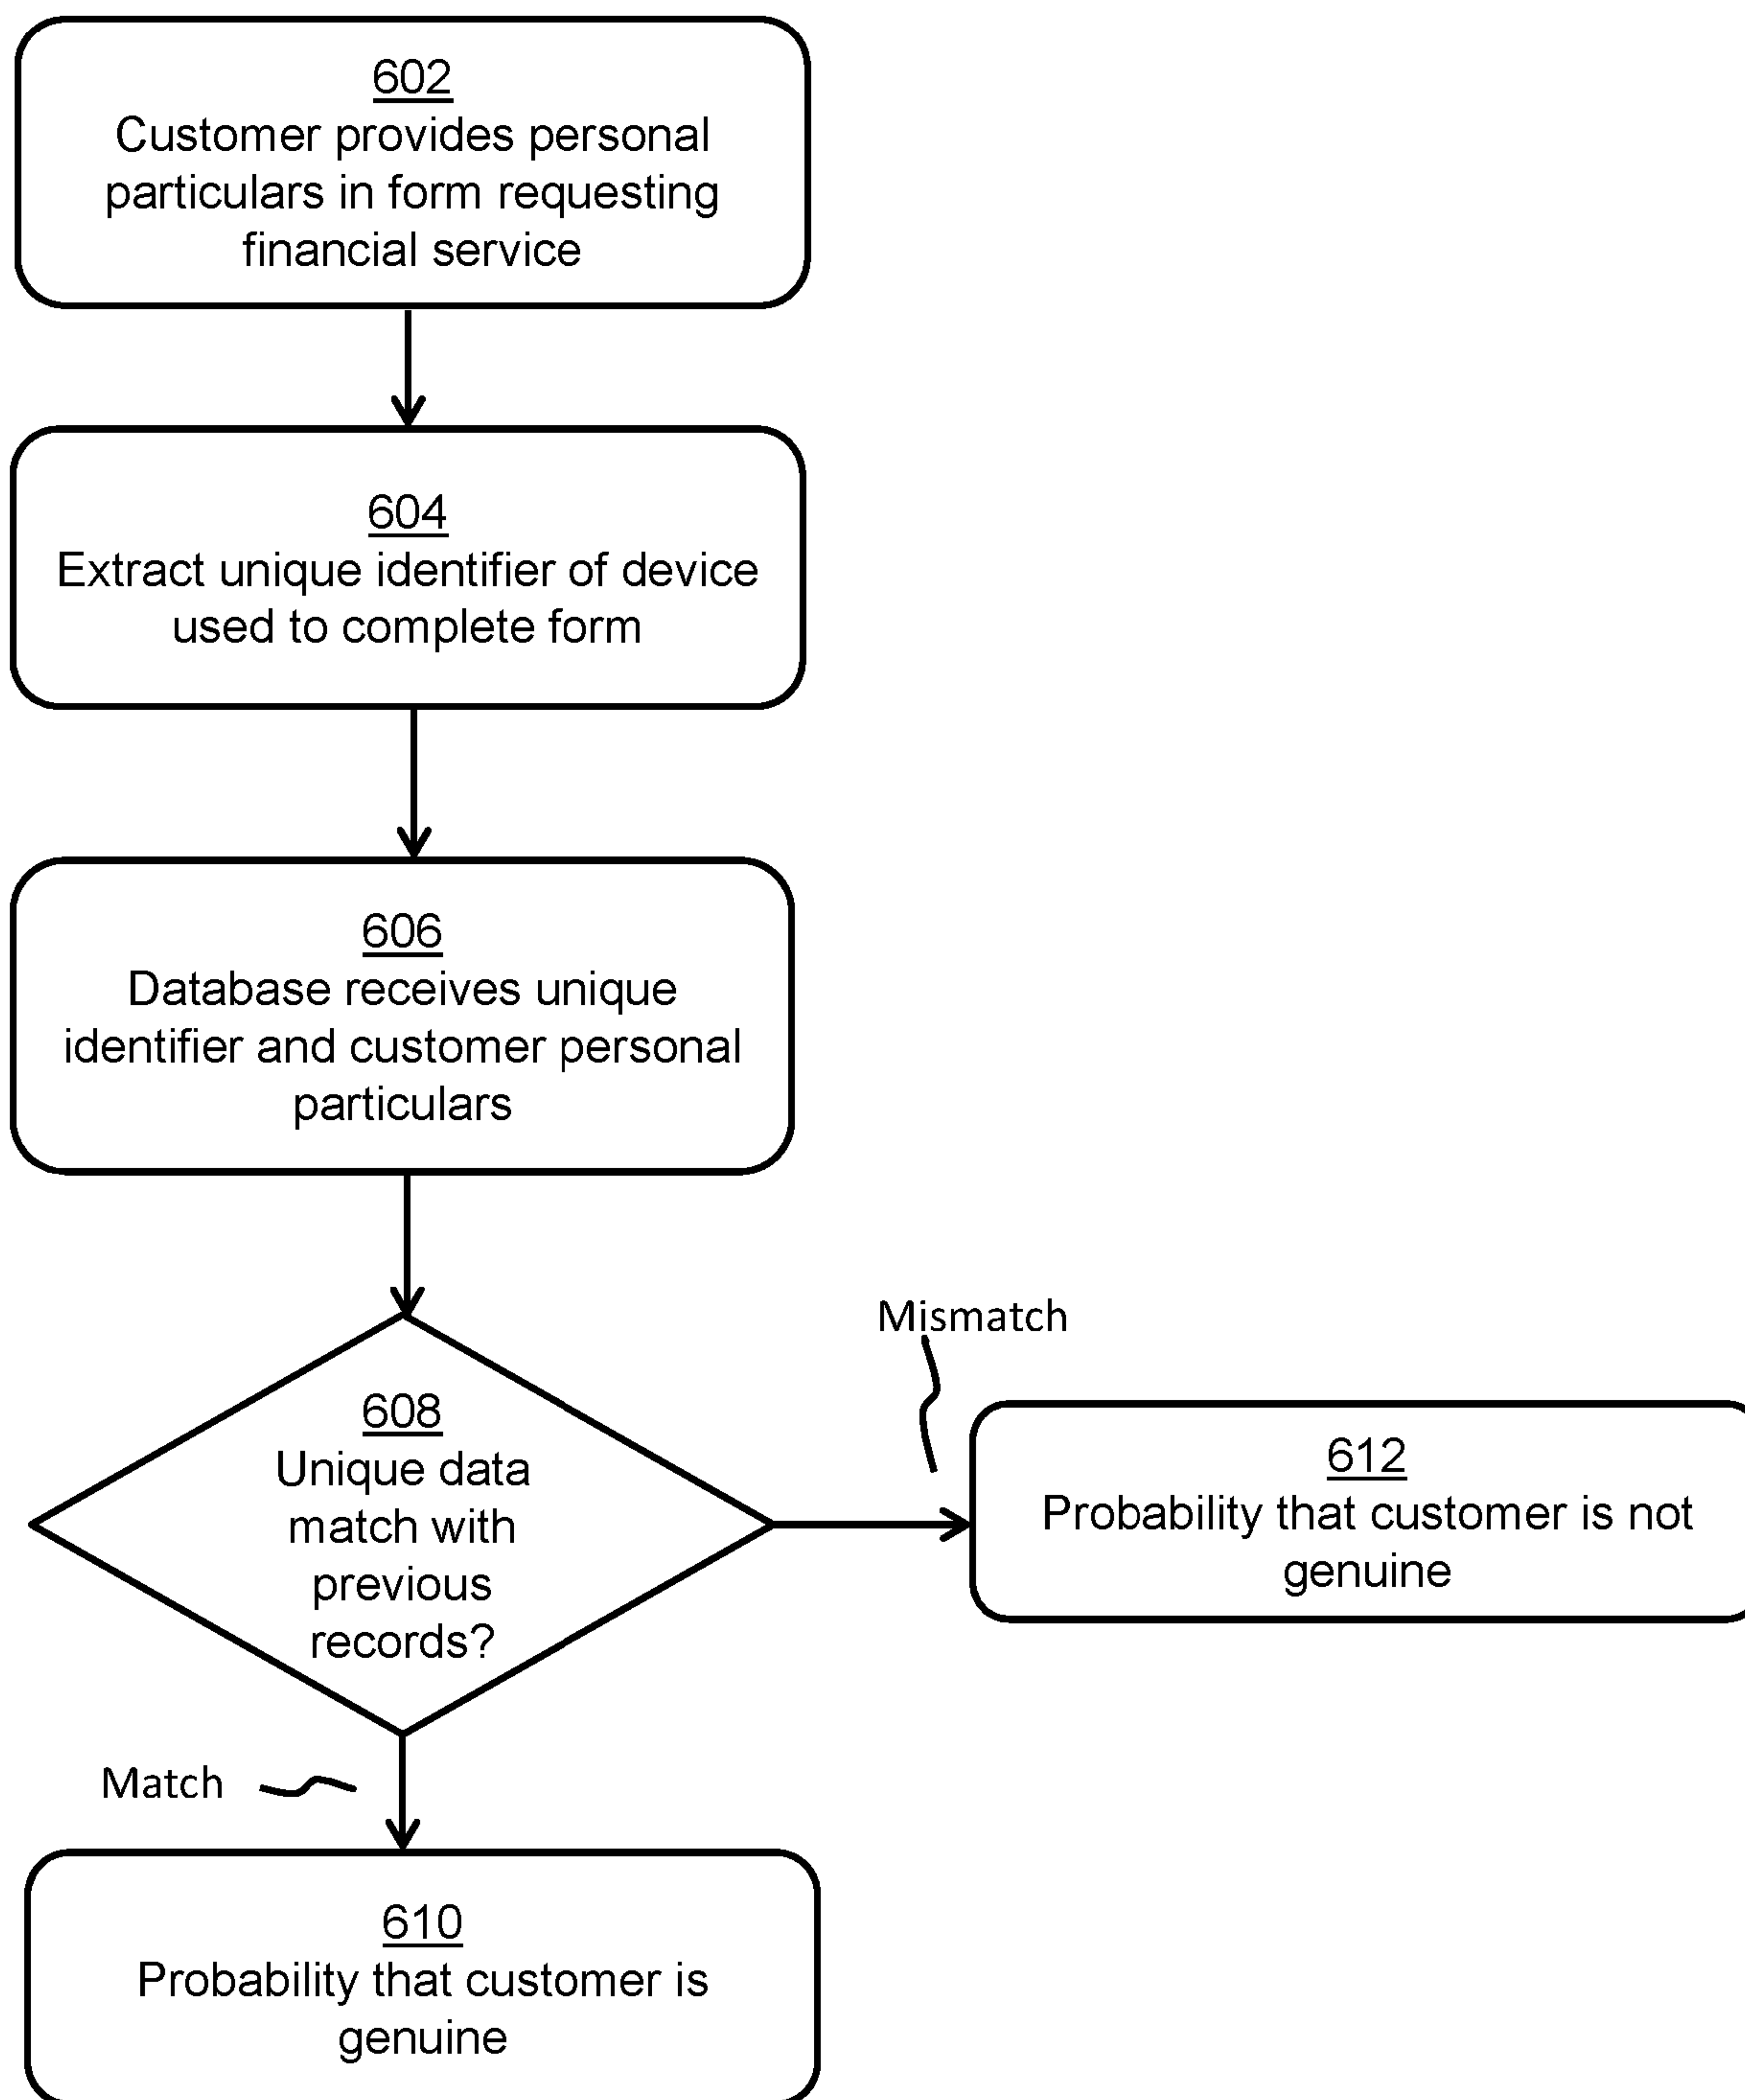 602
Customer provides personal
particulars in form requesting
financial service
604
Extract unique identifier of device
used to complete form
606
Database receives unique
identifier and customer personal
particulars
Mismatch
608
Unique data
match with
previous
records?
612
Probability that customer is not
genuine
Match
610
Probability that customer is
genuine